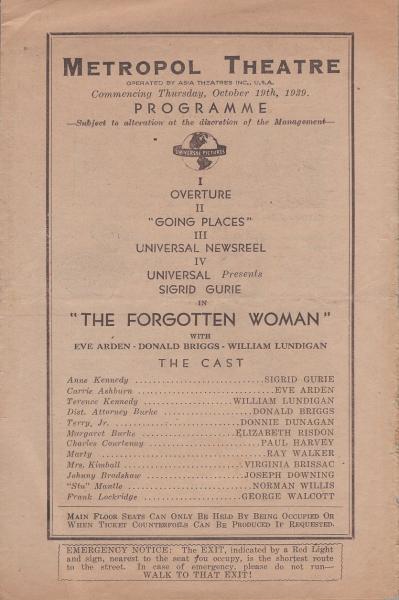 METROPOL THEATRE
OPERATED BY ASIA THEATRES INC., U.S.A.
Commencing Thursday, October 19th, 1939.
PROGRAMME
—Subject to alteration at the discretion of the Management—
UNIVERSAL PICTURES
I
OVERTURE
II
"GOING PLACES"
III
UNIVERSAL NEWSREEL
IV
UNIVERSAL Presents
SIGRID GURIE
IN
"THE FORGOTTEN WOMAN"
WITH
EVE ARDEN - DONALD BRIGGS - WILLIAM LUNDIGAN
THE CAST
Anne Kennedy ........................SIGRID GURIE
Carrie Ashburn ........................EVE ARDEN
Terence Kennedy ................WILLIAM LUNDIGAN
Dist. Attorney Burke ................DONALD BRIGGS
Terry, Jr. ......................DONNIE DUNAGAN
Margaret Burke ................ELIZABETH RISDON
Charles Courtenay ....................PAUL HARVEY
Marty ..............................RAY WALKER
Mrs. Kimball ....................VIRGINIA BRISSAC
Johnny Bradshaw ................JOSEPH DOWNING
"Stu" Mantle ......................NORMAN WILLIS
Frank Lockridge ................GEORGE WALCOTT
MAIN FLOOR SEATS CAN ONLY BE HELD BY BEING OCCUPIED OR
WHEN TICKET COUNTERFOILS CAN BE PRODUCED IF REQUESTED.
EMERGENCY NOTICE: The EXIT, indicated by a Red Light
and sign, nearest to the seat you occupy, is the shortest route
to the street. In case of emergency, please do not run—
WALK TO THAT EXIT!